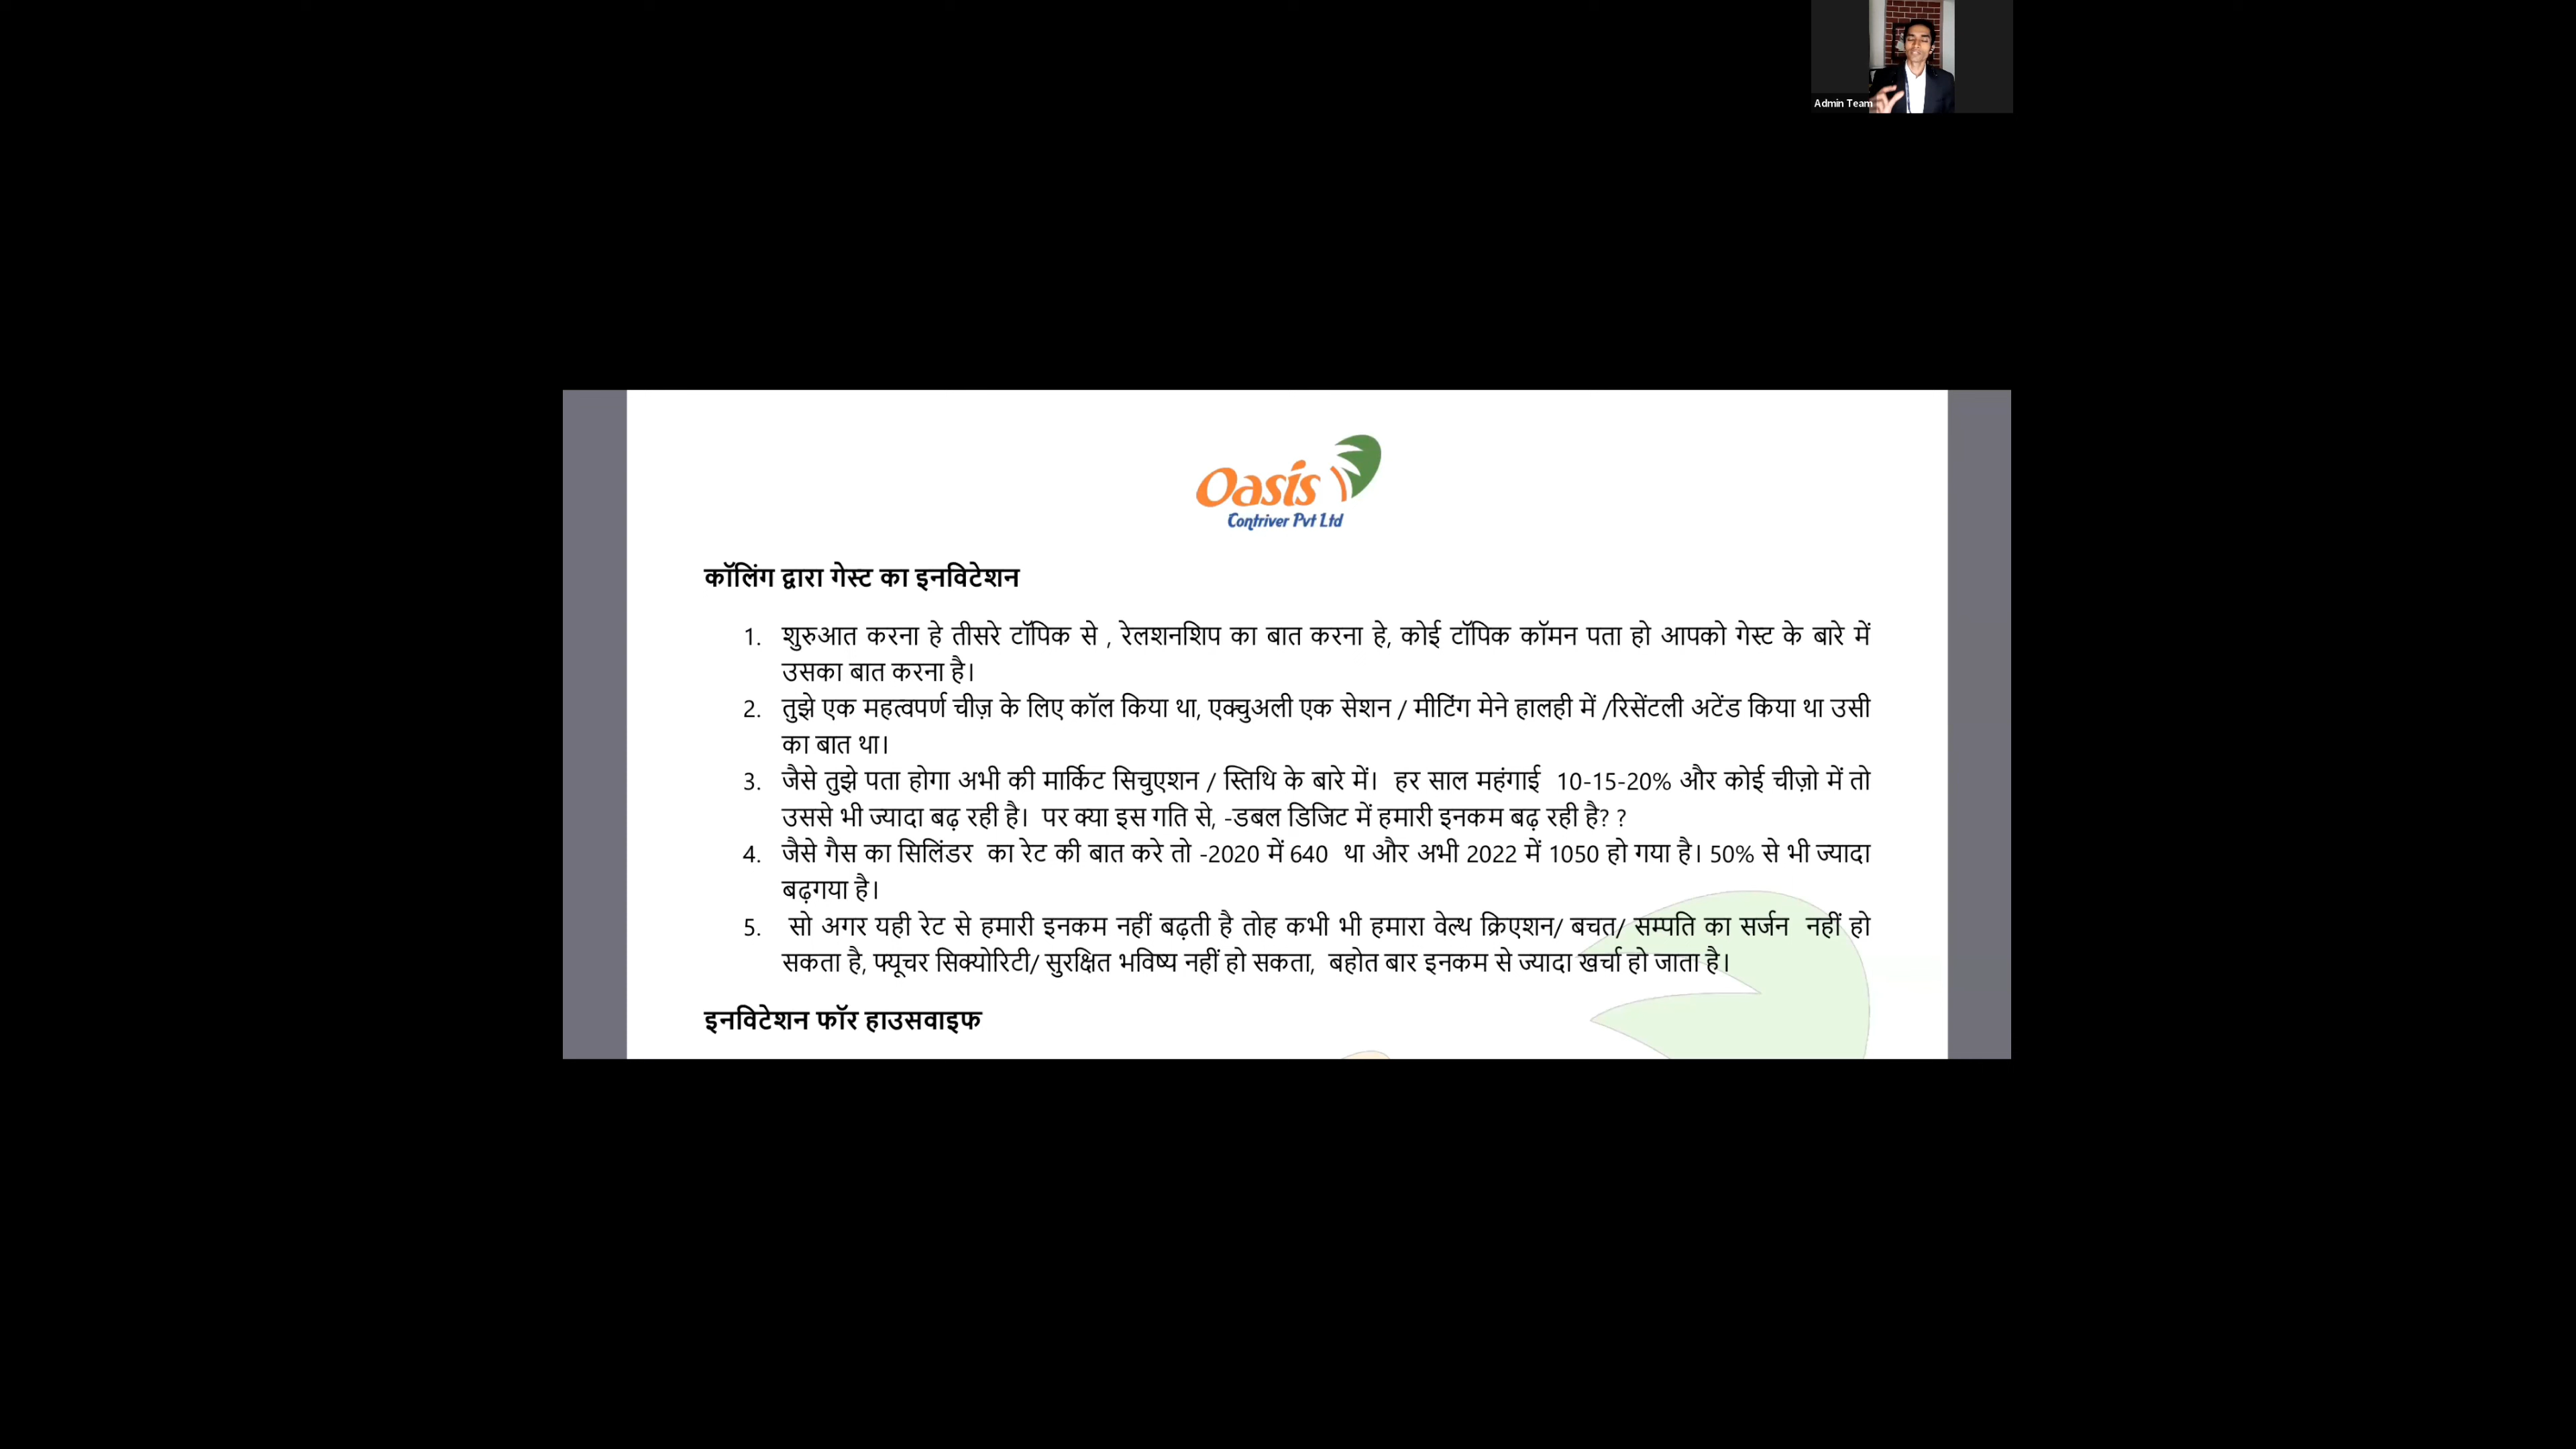 Admin Team
Oasis
Contriver Pvt Ltd
कॉलिंग द्वारा गेस्ट का इनविटेशन
1. शुरुआत करना हे तीसरे टॉपिक से , रेलशनशिप का बात करना हे, कोई टॉपिक कॉमन पता हो आपको गेस्ट के बारे में
उसका बात करना है।
2. तुझे एक महत्वपर्ण चीज़ के लिए कॉल किया था, एक्चुअली एक सेशन / मीटिंग मेने हालही में /रिसेंटली अटेंड किया था उसी
का बात था।
3. जैसे तुझे पता होगा अभी की मार्किट सिचुएशन / स्तिथि के बारे में। हर साल महंगाई 10-15-20% और कोई चीज़ो में तो
उससे भी ज्यादा बढ़ रही है। पर क्या इस गति से, -डबल डिजिट में हमारी इनकम बढ़ रही है? ?
4. जैसे गैस का सिलिंडर का रेट की बात करे तो -2020 में 640 था और अभी 2022 में 1050 हो गया है। 50% से भी ज्यादा
बढ़गया है।
5. सो अगर यही रेट से हमारी इनकम नहीं बढ़ती है तोह कभी भी हमारा वेल्थ क्रिएशन/ बचत/ सम्पति का सर्जन नहीं हो
सकता है, फ्यूचर सिक्योरिटी/ सुरक्षित भविष्य नहीं हो सकता, बहोत बार इनकम से ज्यादा खर्चा हो जाता है।
इनविटेशन फॉर हाउसवाइफ